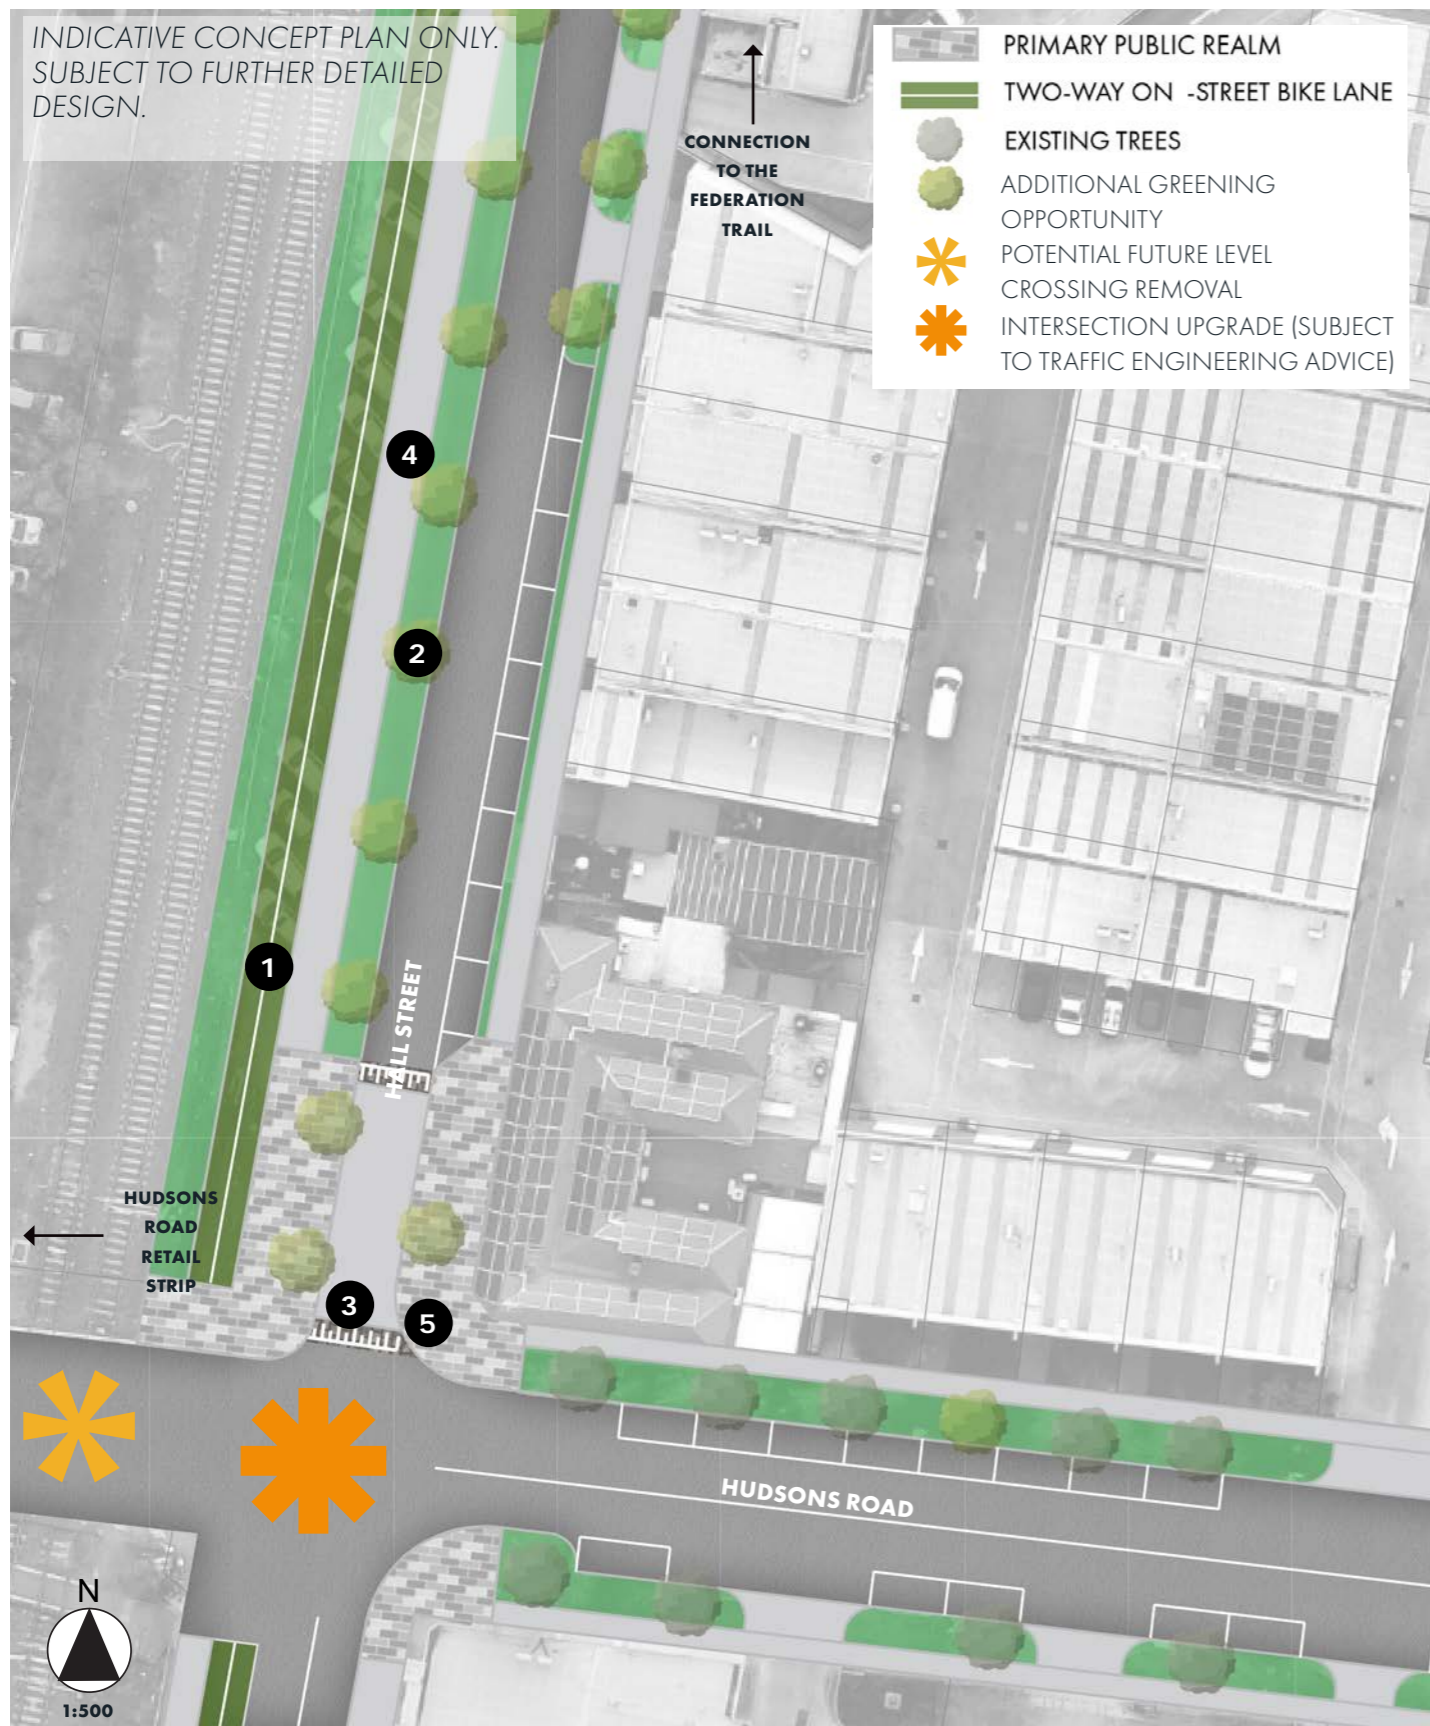 INDICATIVE CONCEPT PLAN ONLY.
SUBJECT TO FURTHER DETAILED
DESIGN.
PRIMARY PUBLIC REALM
TWO-WAY ON -STREET BIKE LANE
EXISTING TREES
ADDITIONAL GREENING
OPPORTUNITY
POTENTIAL FUTURE LEVEL
CROSSING REMOVAL
INTERSECTION UPGRADE (SUBJECT
TO TRAFFIC ENGINEERING ADVICE)
CONNECTION
TO THE
FEDERATION
TRAIL
4
2
1
HALL STREET
HUDSONS
ROAD
RETAIL
STRIP
3
5
HUDSONS ROAD
N
1:500